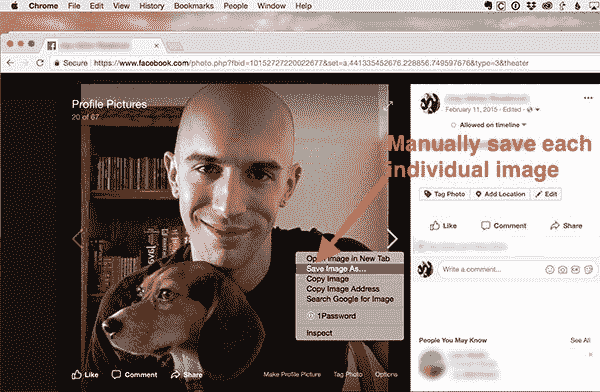 Chrome File Edit View History Bookmarks People Window Help
Secure https://www.facebook.com/photo.php?fbid=10152727220022677&set=a.441335452676.228856.749597676&type=3&theater
Profile Pictures
20 of 67
February 11, 2015 · Edited ·
Allowed on timeline
Manually save each
individual image
Tag Photo Add Location Edit
Like Comment Share
Open Image in New Tab
Save Image As...
Copy Image
Copy Image Address
Search Google for Image
1Password
Inspect
Write a comment...
People You May Know See All
Like Comment Share Make Profile Picture Tag Photo Options